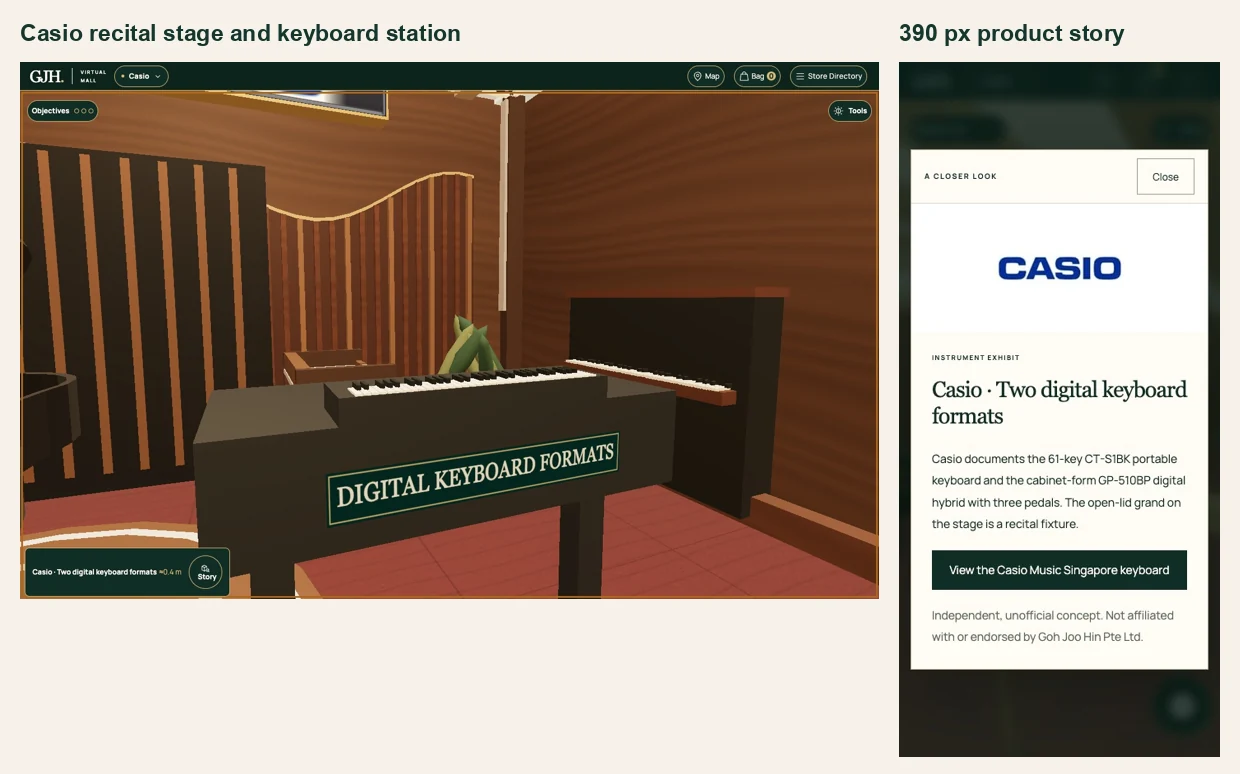 Casio recital stage and keyboard station
390 px product story
GJH.
VIRTUAL
MALL
Casio
Map
Bag 0
Store Directory
Objectives
Tools
DIGITAL KEYBOARD FORMATS
Casio · Two digital keyboard formats ≈0.4 m
Story
A CLOSER LOOK
Close
CASIO
INSTRUMENT EXHIBIT
Casio · Two digital keyboard
formats
Casio documents the 61-key CT-S1BK portable
keyboard and the cabinet-form GP-510BP digital
hybrid with three pedals. The open-lid grand on
the stage is a recital fixture.
View the Casio Music Singapore keyboard
Independent, unofficial concept. Not affiliated
with or endorsed by Goh Joo Hin Pte Ltd.